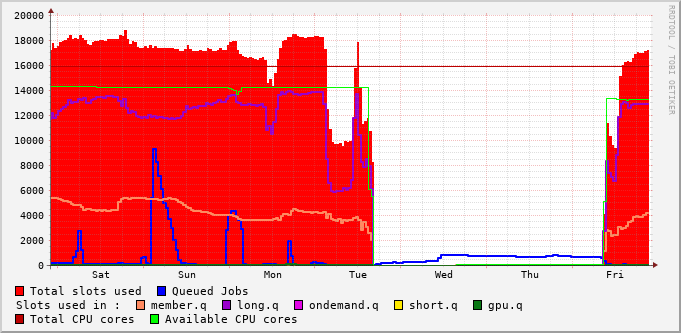 20000
18000
16000
14000
12000
10000
8000
6000
4000
2000
0
Sat Sun Mon Tue Wed Thu Fri
RRDTOOL / TOBI OETIKER
Total slots used Queued Jobs
Slots used in : member.q long.q ondemand.q short.q gpu.q
Total CPU cores Available CPU cores